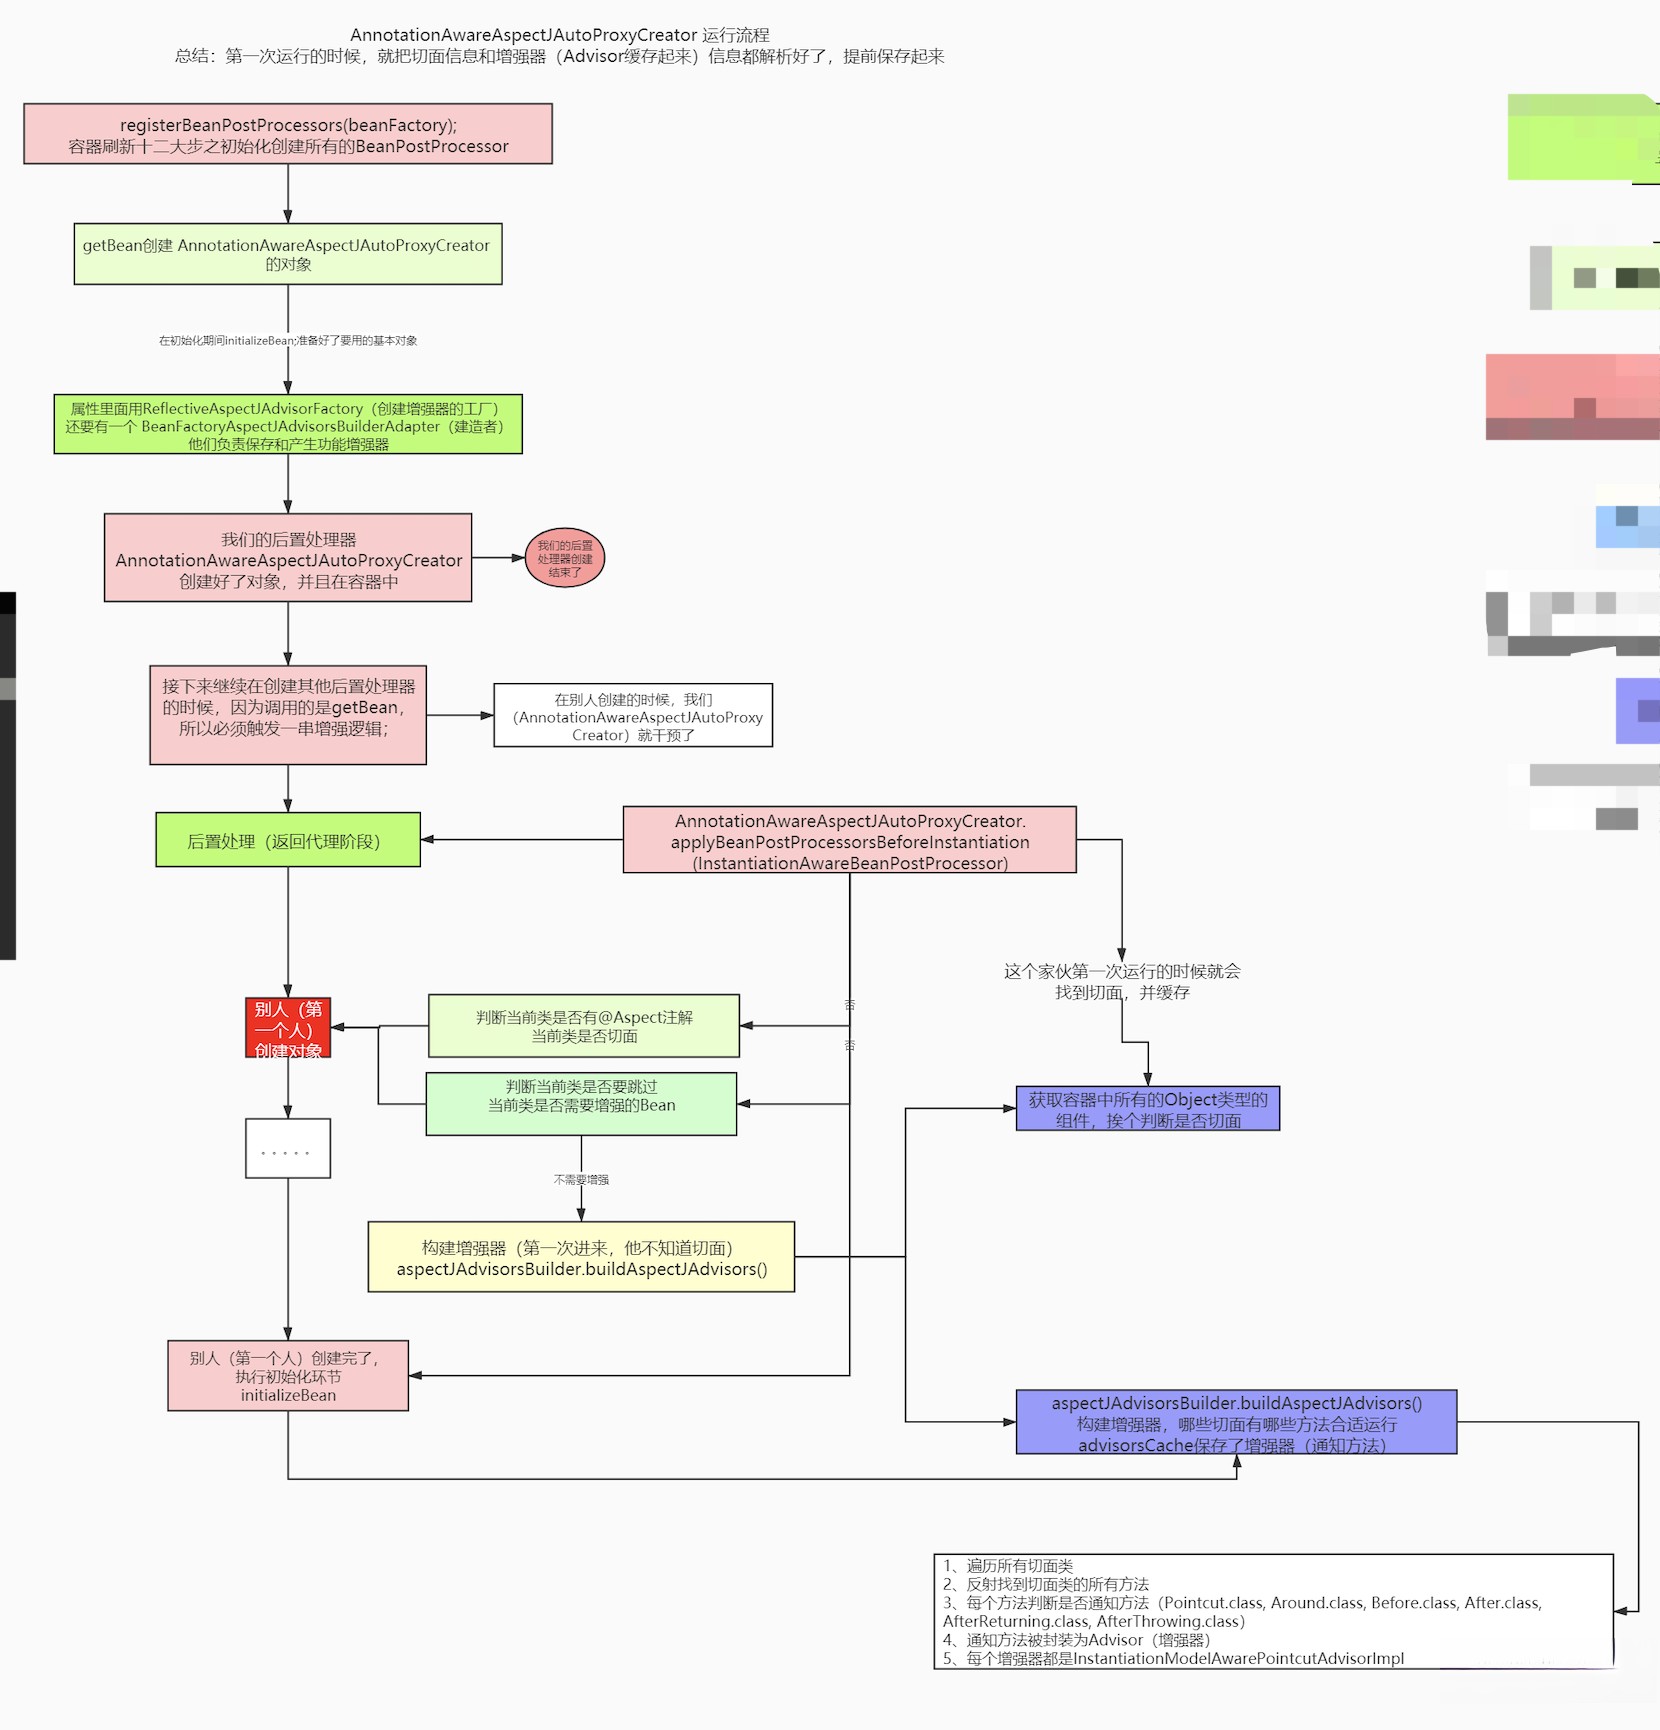 AnnotationAwareAspectJAutoProxyCreator 运行流程
总结：第一次运行的时候，就把切面信息和增强器（Advisor缓存起来）信息都解析好了，提前保存起来
registerBeanPostProcessors(beanFactory);
容器刷新十二大步之初始化创建所有的BeanPostProcessor
getBean创建 AnnotationAwareAspectJAutoProxyCreator
的对象
在初始化期间initializeBean;准备好了要用的基本对象
属性里面用ReflectiveAspectJAdvisorFactory（创建增强器的工厂）
还要有一个 BeanFactoryAspectJAdvisorsBuilderAdapter（建造者）
他们负责保存和产生功能增强器
我们的后置处理器
AnnotationAwareAspectJAutoProxyCreator
创建好了对象，并且在容器中
我们的后置
处理器创建
结束了
接下来继续在创建其他后置处理器
的时候，因为调用的是getBean，
所以必须触发一串增强逻辑；
在别人创建的时候，我们
（AnnotationAwareAspectJAutoProxy
Creator）就干预了
后置处理（返回代理阶段）
AnnotationAwareAspectJAutoProxyCreator.
applyBeanPostProcessorsBeforeInstantiation
(InstantiationAwareBeanPostProcessor)
这个家伙第一次运行的时候就会
找到切面，并缓存
别人（第
一个人）
创建对象
判断当前类是否有@Aspect注解
当前类是否切面
否
否
判断当前类是否要跳过
当前类是否需要增强的Bean
获取容器中所有的Object类型的
组件，挨个判断是否切面
. . . . .
不需要增强
构建增强器（第一次进来，他不知道切面）
aspectJAdvisorsBuilder.buildAspectJAdvisors()
别人（第一个人）创建完了，
执行初始化环节
initializeBean
aspectJAdvisorsBuilder.buildAspectJAdvisors()
构建增强器，哪些切面有哪些方法合适运行
advisorsCache保存了增强器（通知方法）
1、遍历所有切面类
2、反射找到切面类的所有方法
3、每个方法判断是否通知方法（Pointcut.class, Around.class, Before.class, After.class,
AfterReturning.class, AfterThrowing.class）
4、通知方法被封装为Advisor（增强器）
5、每个增强器都是InstantiationModelAwarePointcutAdvisorImpl